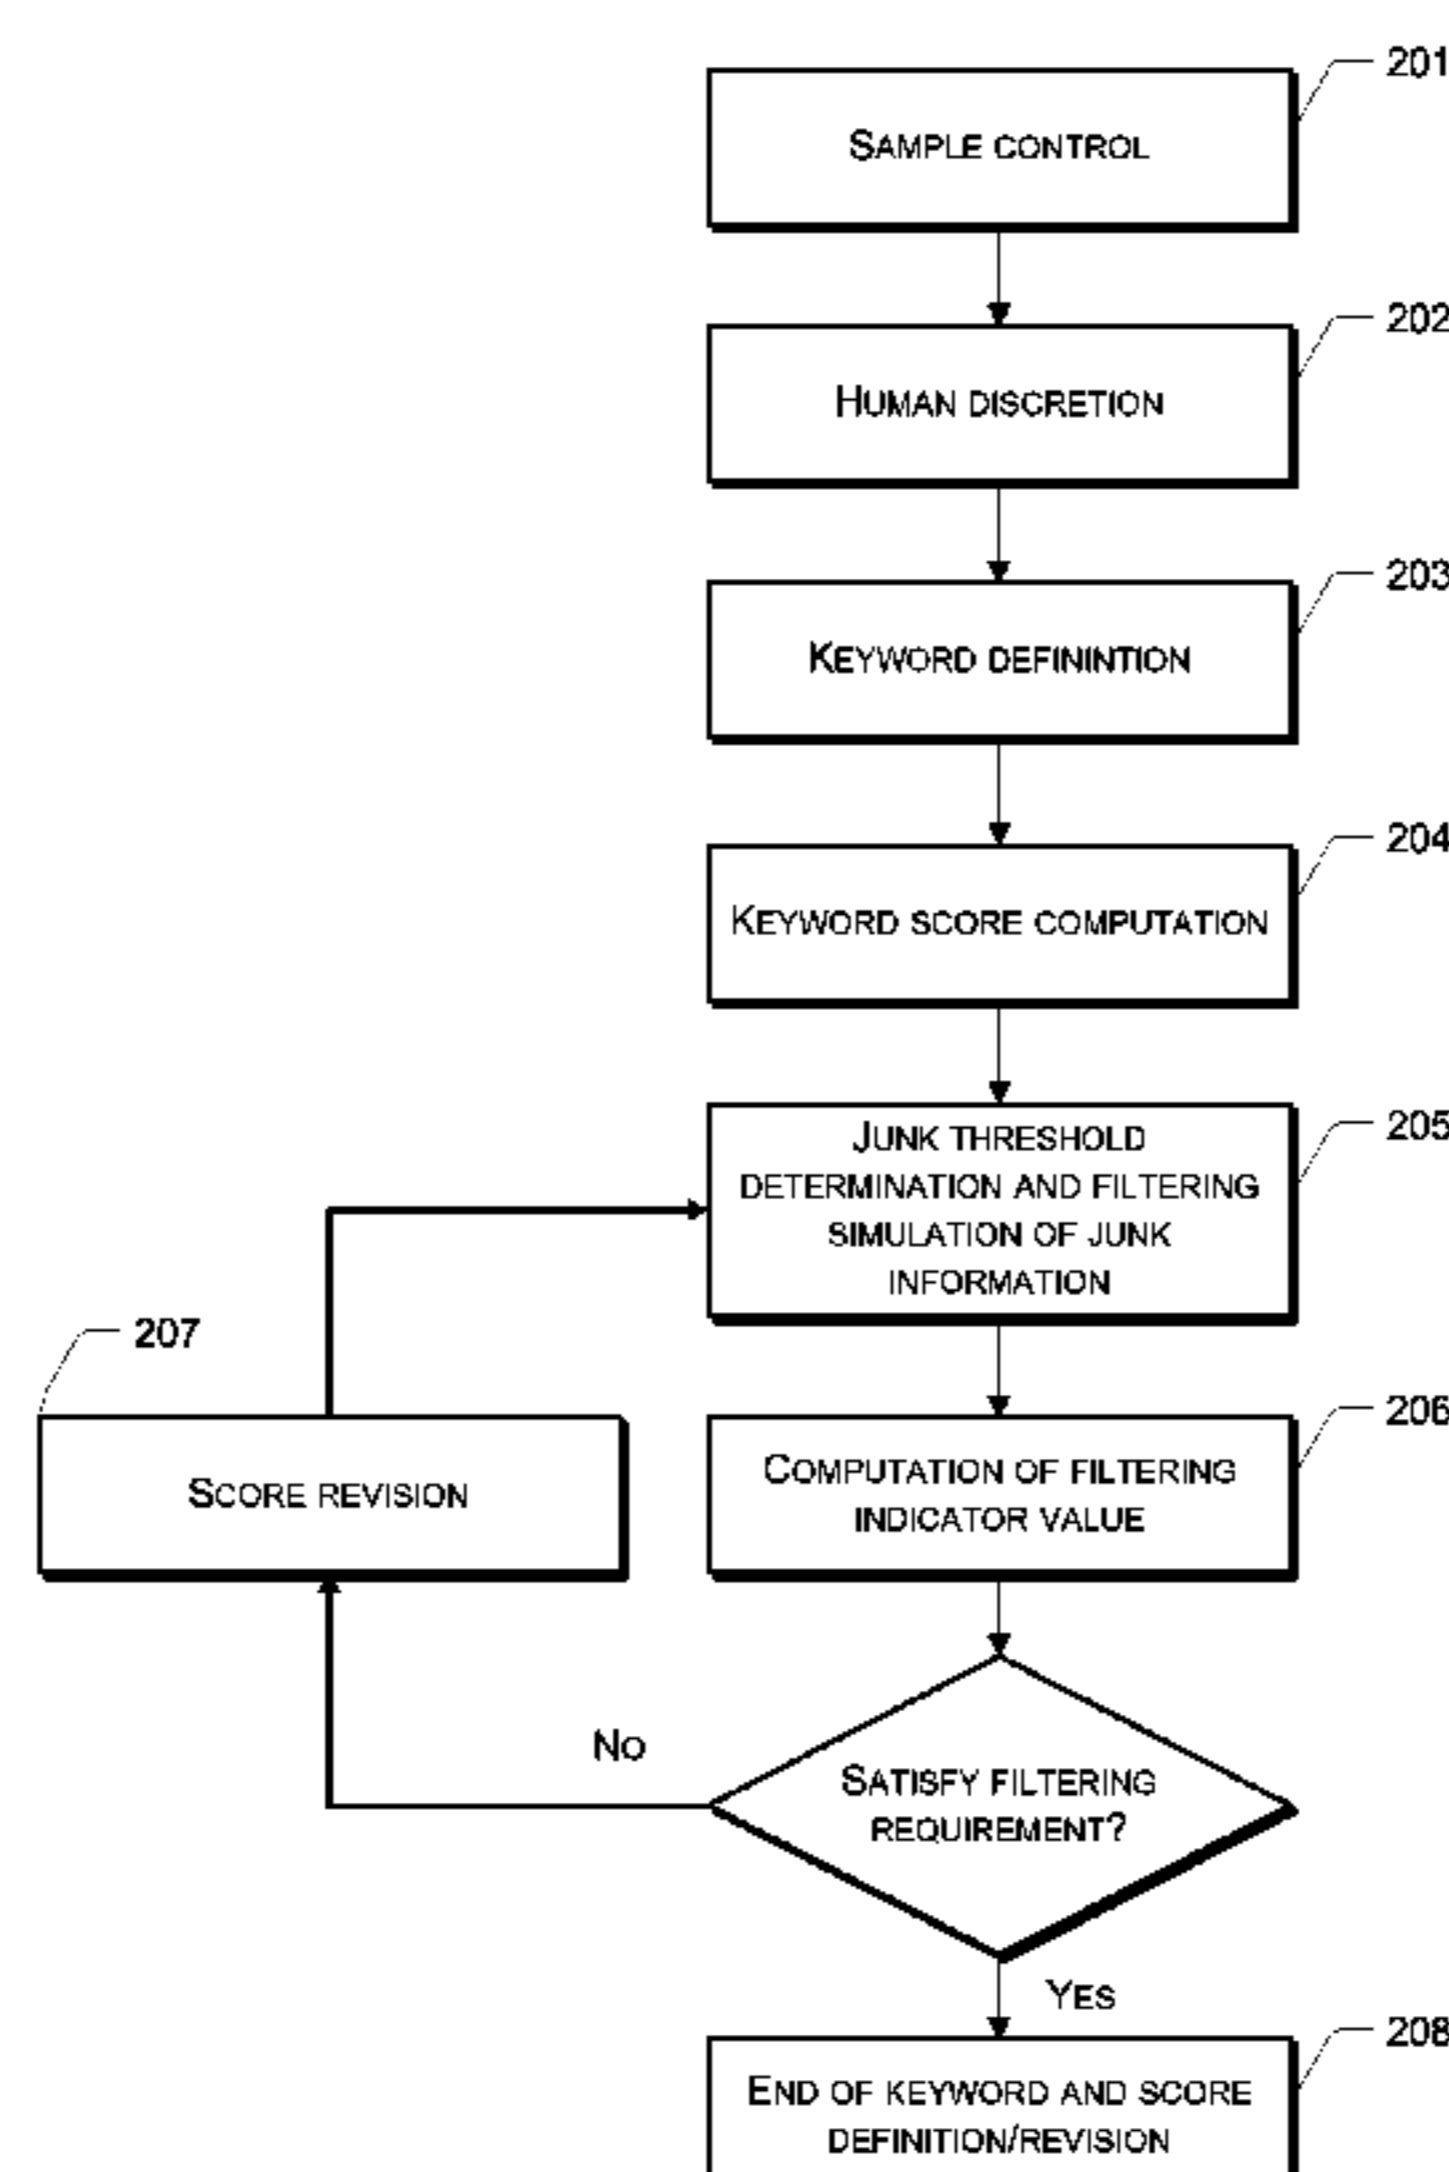 201
SAMPLE CONTROL
202
HUMAN DISCRETION
203
KEYWORD DEFININTION
204
KEYWORD SCORE COMPUTATION
205
JUNK THRESHOLD
DETERMINATION AND FILTERING
SIMULATION OF JUNK
INFORMATION
207
SCORE REVISION
206
COMPUTATION OF FILTERING
INDICATOR VALUE
NO
SATISFY FILTERING
REQUIREMENT?
YES
208
END OF KEYWORD AND SCORE
DEFINITION/REVISION